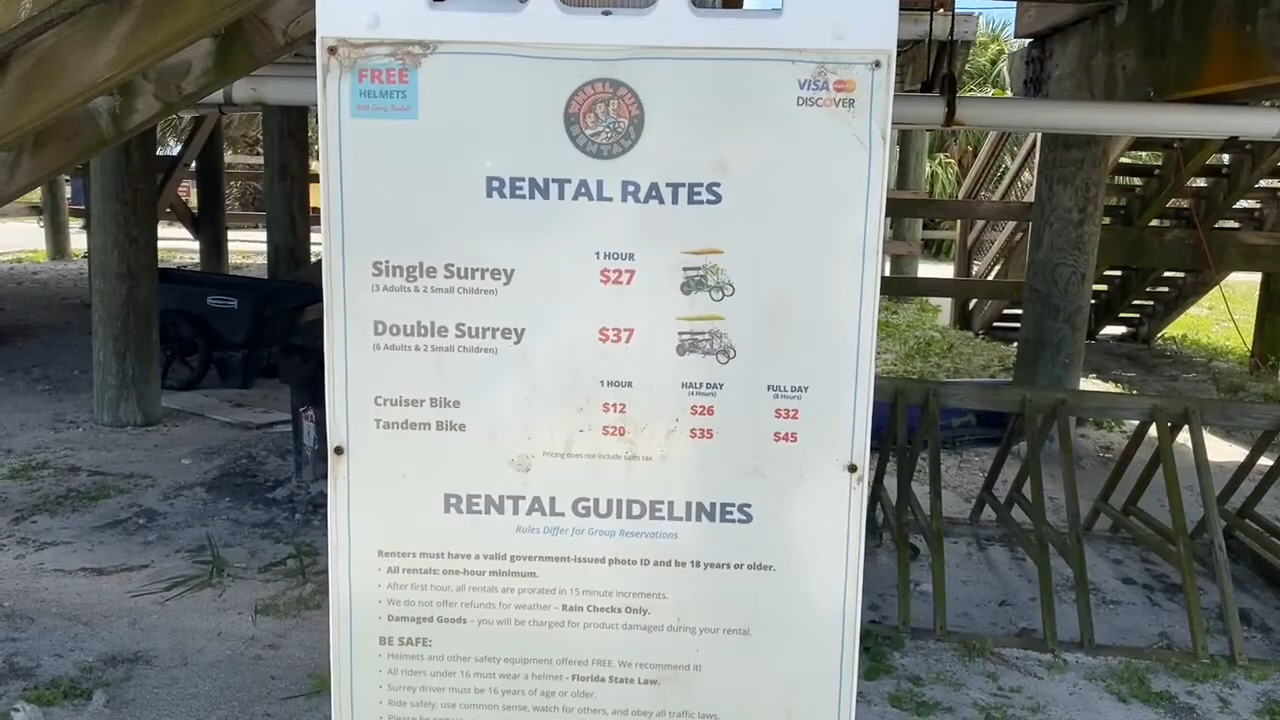 FREE
HELMETS
With Every Rental!
WHEEL FUN
RENTALS
VISA
DISCOVER
RENTAL RATES
1 HOUR
Single Surrey $27
(3 Adults & 2 Small Children)
Double Surrey $37
(6 Adults & 2 Small Children)
1 HOUR HALF DAY FULL DAY
(4 Hours) (8 Hours)
Cruiser Bike $12 $26 $32
Tandem Bike $20 $35 $45
Pricing does not include sales tax.
RENTAL GUIDELINES
Rules Differ for Group Reservations
Renters must have a valid government-issued photo ID and be 18 years or older.
• All rentals: one-hour minimum.
• After first hour, all rentals are prorated in 15 minute increments.
• We do not offer refunds for weather – Rain Checks Only.
• Damaged Goods – you will be charged for product damaged during your rental.
BE SAFE:
• Helmets and other safety equipment offered FREE. We recommend it!
• All riders under 16 must wear a helmet - Florida State Law.
• Surrey driver must be 16 years of age or older.
• Ride safely, use common sense, watch for others, and obey all traffic laws.
• Please be